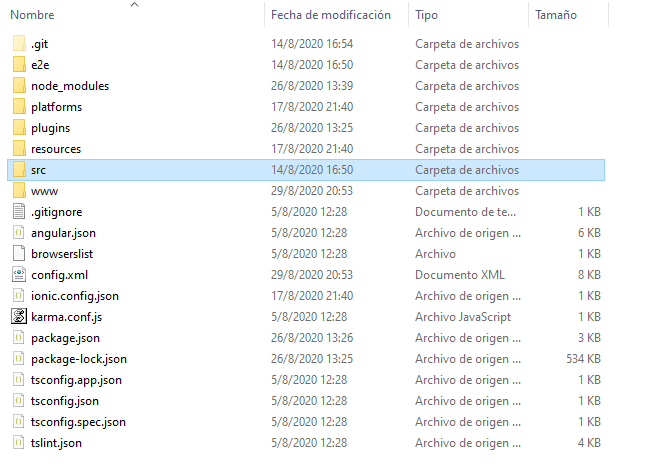 Nombre Fecha de modificación Tipo Tamaño
.git 14/8/2020 16:54 Carpeta de archivos
e2e 14/8/2020 16:50 Carpeta de archivos
node_modules 26/8/2020 13:39 Carpeta de archivos
platforms 17/8/2020 21:40 Carpeta de archivos
plugins 26/8/2020 13:25 Carpeta de archivos
resources 17/8/2020 21:40 Carpeta de archivos
src 14/8/2020 16:50 Carpeta de archivos
www 29/8/2020 20:53 Carpeta de archivos
.gitignore 5/8/2020 12:28 Documento de te... 1 KB
angular.json 5/8/2020 12:28 Archivo de origen ... 6 KB
browserslist 5/8/2020 12:28 Archivo 1 KB
config.xml 29/8/2020 20:53 Documento XML 8 KB
ionic.config.json 17/8/2020 21:40 Archivo de origen ... 1 KB
karma.conf.js 5/8/2020 12:28 Archivo JavaScript 1 KB
package.json 26/8/2020 13:26 Archivo de origen ... 3 KB
package-lock.json 26/8/2020 13:25 Archivo de origen ... 534 KB
tsconfig.app.json 5/8/2020 12:28 Archivo de origen ... 1 KB
tsconfig.json 5/8/2020 12:28 Archivo de origen ... 1 KB
tsconfig.spec.json 5/8/2020 12:28 Archivo de origen ... 1 KB
tslint.json 5/8/2020 12:28 Archivo de origen ... 4 KB